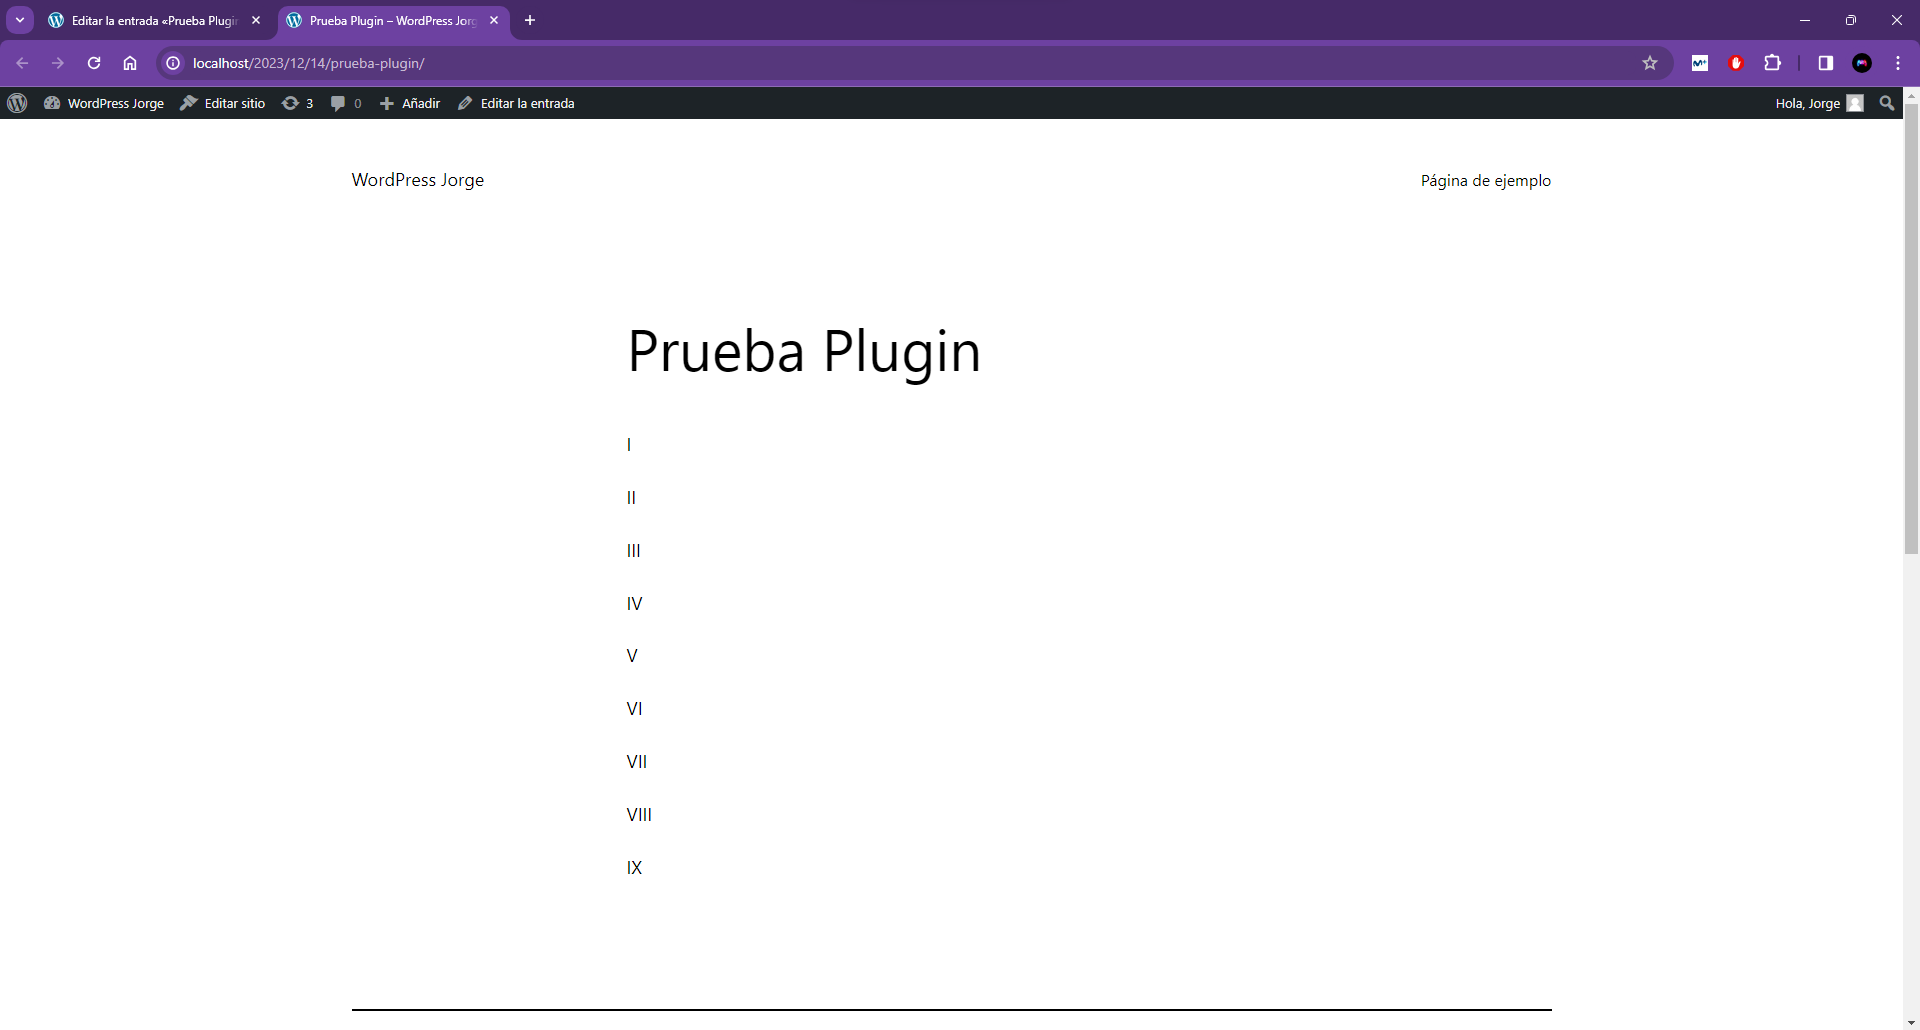 Editar la entrada «Prueba Plugin
Prueba Plugin – WordPress Jorg
localhost/2023/12/14/prueba-plugin/
WordPress Jorge
Editar sitio
3
0
Añadir
Editar la entrada
Hola, Jorge
WordPress Jorge
Página de ejemplo
Prueba Plugin
I
II
III
IV
V
VI
VII
VIII
IX